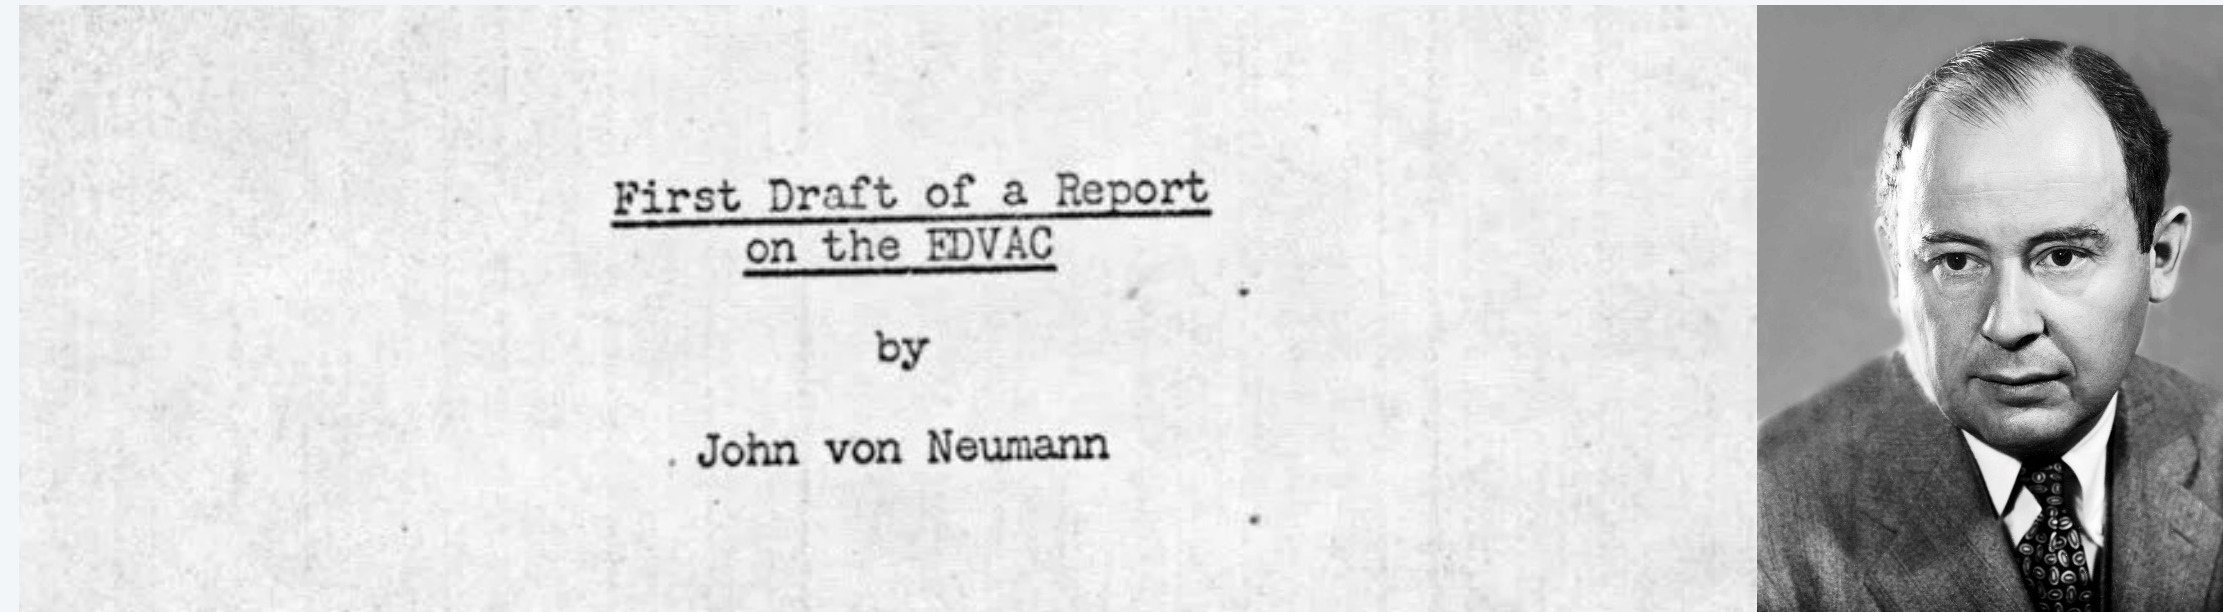 First Draft of a Report
on the EDVAC
by
John von Neumann